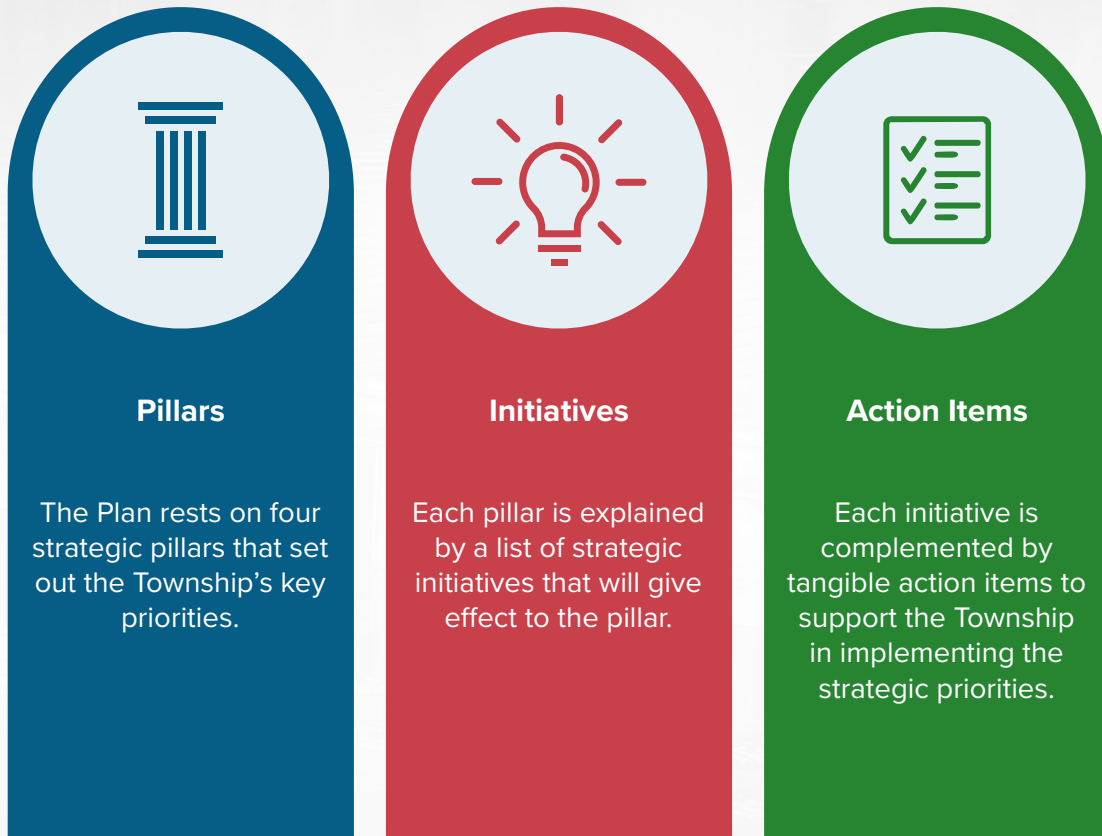 Pillars
The Plan rests on four
strategic pillars that set
out the Township’s key
priorities.
Initiatives
Each pillar is explained
by a list of strategic
initiatives that will give
effect to the pillar.
Action Items
Each initiative is
complemented by
tangible action items to
support the Township
in implementing the
strategic priorities.